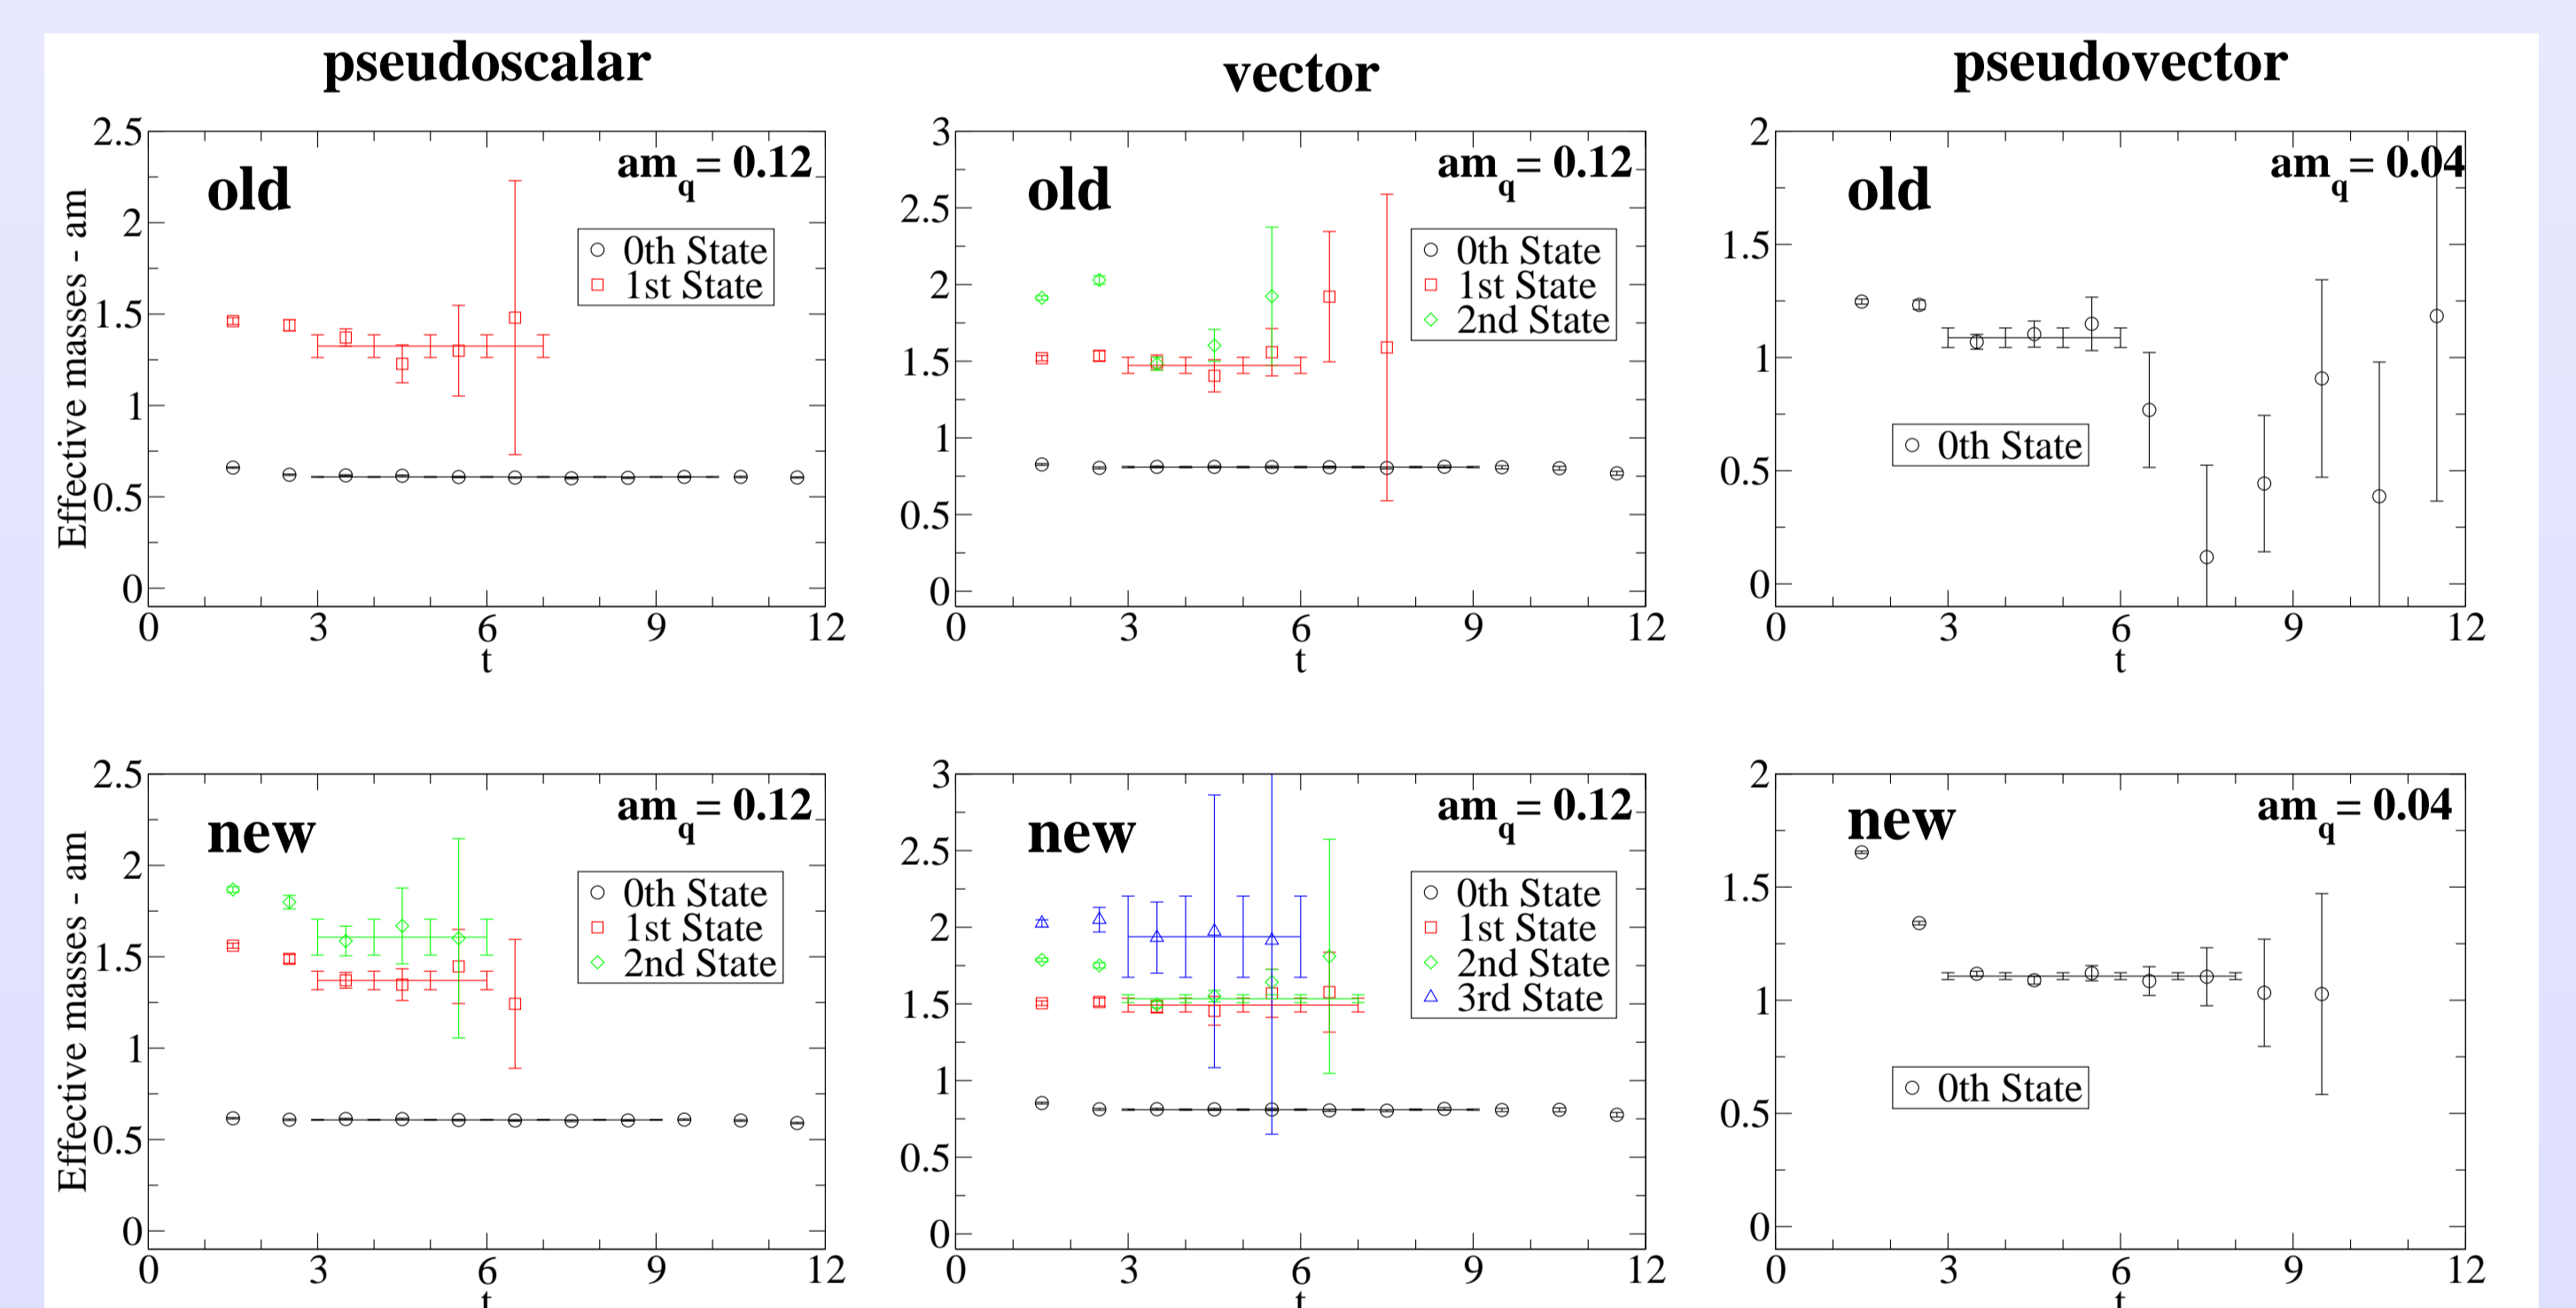 pseudoscalar
vector
pseudovector
Effective masses - am
2.5
2
1.5
1
0.5
0
old
am_q = 0.12
0th State
1st State
0 3 6 9 12
t
3
2.5
2
1.5
1
0.5
0
old
am_q = 0.12
0th State
1st State
2nd State
0 3 6 9 12
t
2
1.5
1
0.5
0
old
am_q = 0.04
0th State
0 3 6 9 12
t
Effective masses - am
2.5
2
1.5
1
0.5
0
new
am_q = 0.12
0th State
1st State
2nd State
0 3 6 9 12
t
3
2.5
2
1.5
1
0.5
0
new
am_q = 0.12
0th State
1st State
2nd State
3rd State
0 3 6 9 12
t
2
1.5
1
0.5
0
new
am_q = 0.04
0th State
0 3 6 9 12
t